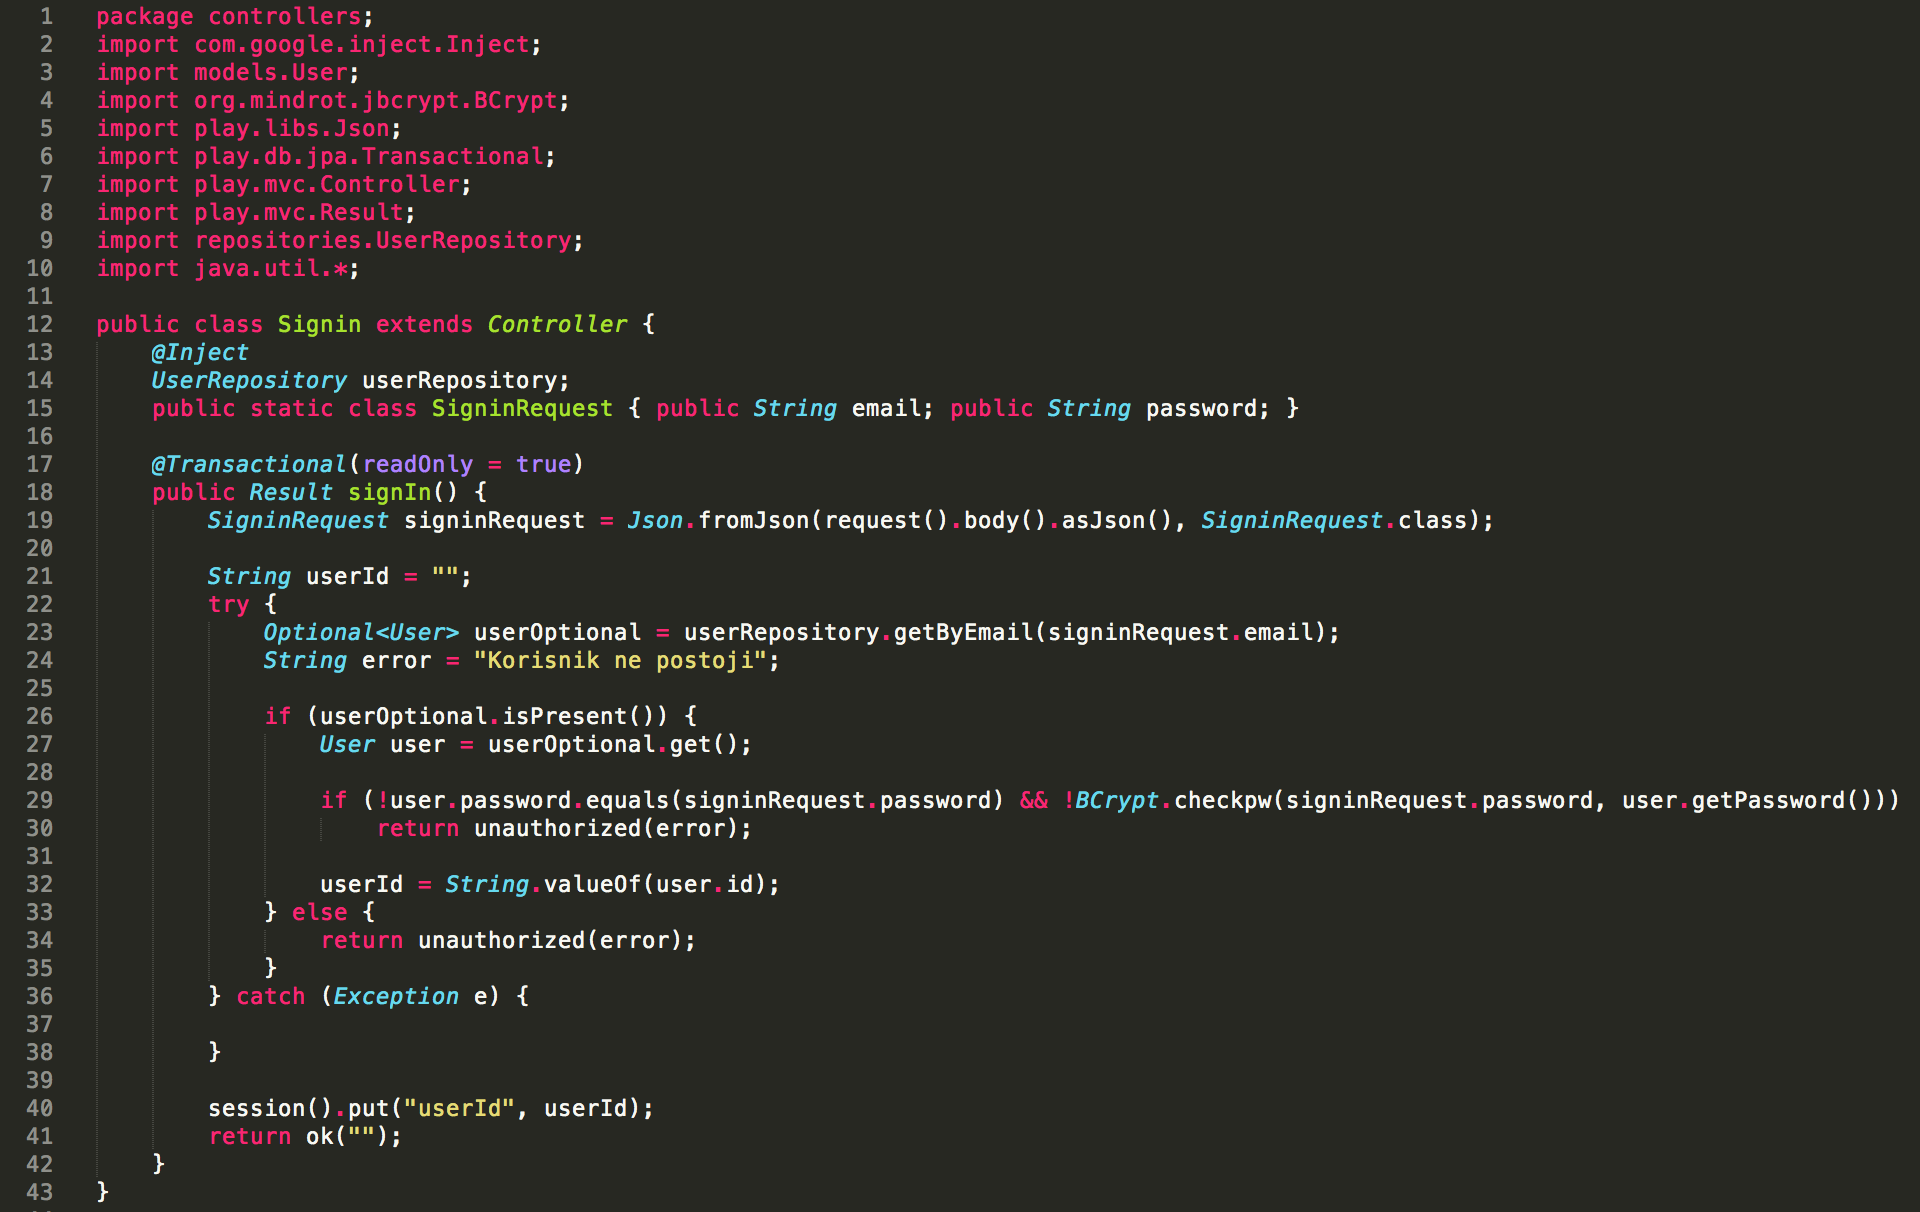 1 package controllers;
2 import com.google.inject.Inject;
3 import models.User;
4 import org.mindrot.jbcrypt.BCrypt;
5 import play.libs.Json;
6 import play.db.jpa.Transactional;
7 import play.mvc.Controller;
8 import play.mvc.Result;
9 import repositories.UserRepository;
10 import java.util.*;
11
12 public class Signin extends Controller {
13     @Inject
14     UserRepository userRepository;
15     public static class SigninRequest { public String email; public String password; }
16
17     @Transactional(readOnly = true)
18     public Result signIn() {
19         SigninRequest signinRequest = Json.fromJson(request().body().asJson(), SigninRequest.class);
20
21         String userId = "";
22         try {
23             Optional<User> userOptional = userRepository.getByEmail(signinRequest.email);
24             String error = "Korisnik ne postoji";
25
26             if (userOptional.isPresent()) {
27                 User user = userOptional.get();
28
29                 if (!user.password.equals(signinRequest.password) && !BCrypt.checkpw(signinRequest.password, user.getPassword()))
30                     return unauthorized(error);
31
32                 userId = String.valueOf(user.id);
33             } else {
34                 return unauthorized(error);
35             }
36         } catch (Exception e) {
37
38         }
39
40         session().put("userId", userId);
41         return ok("");
42     }
43 }